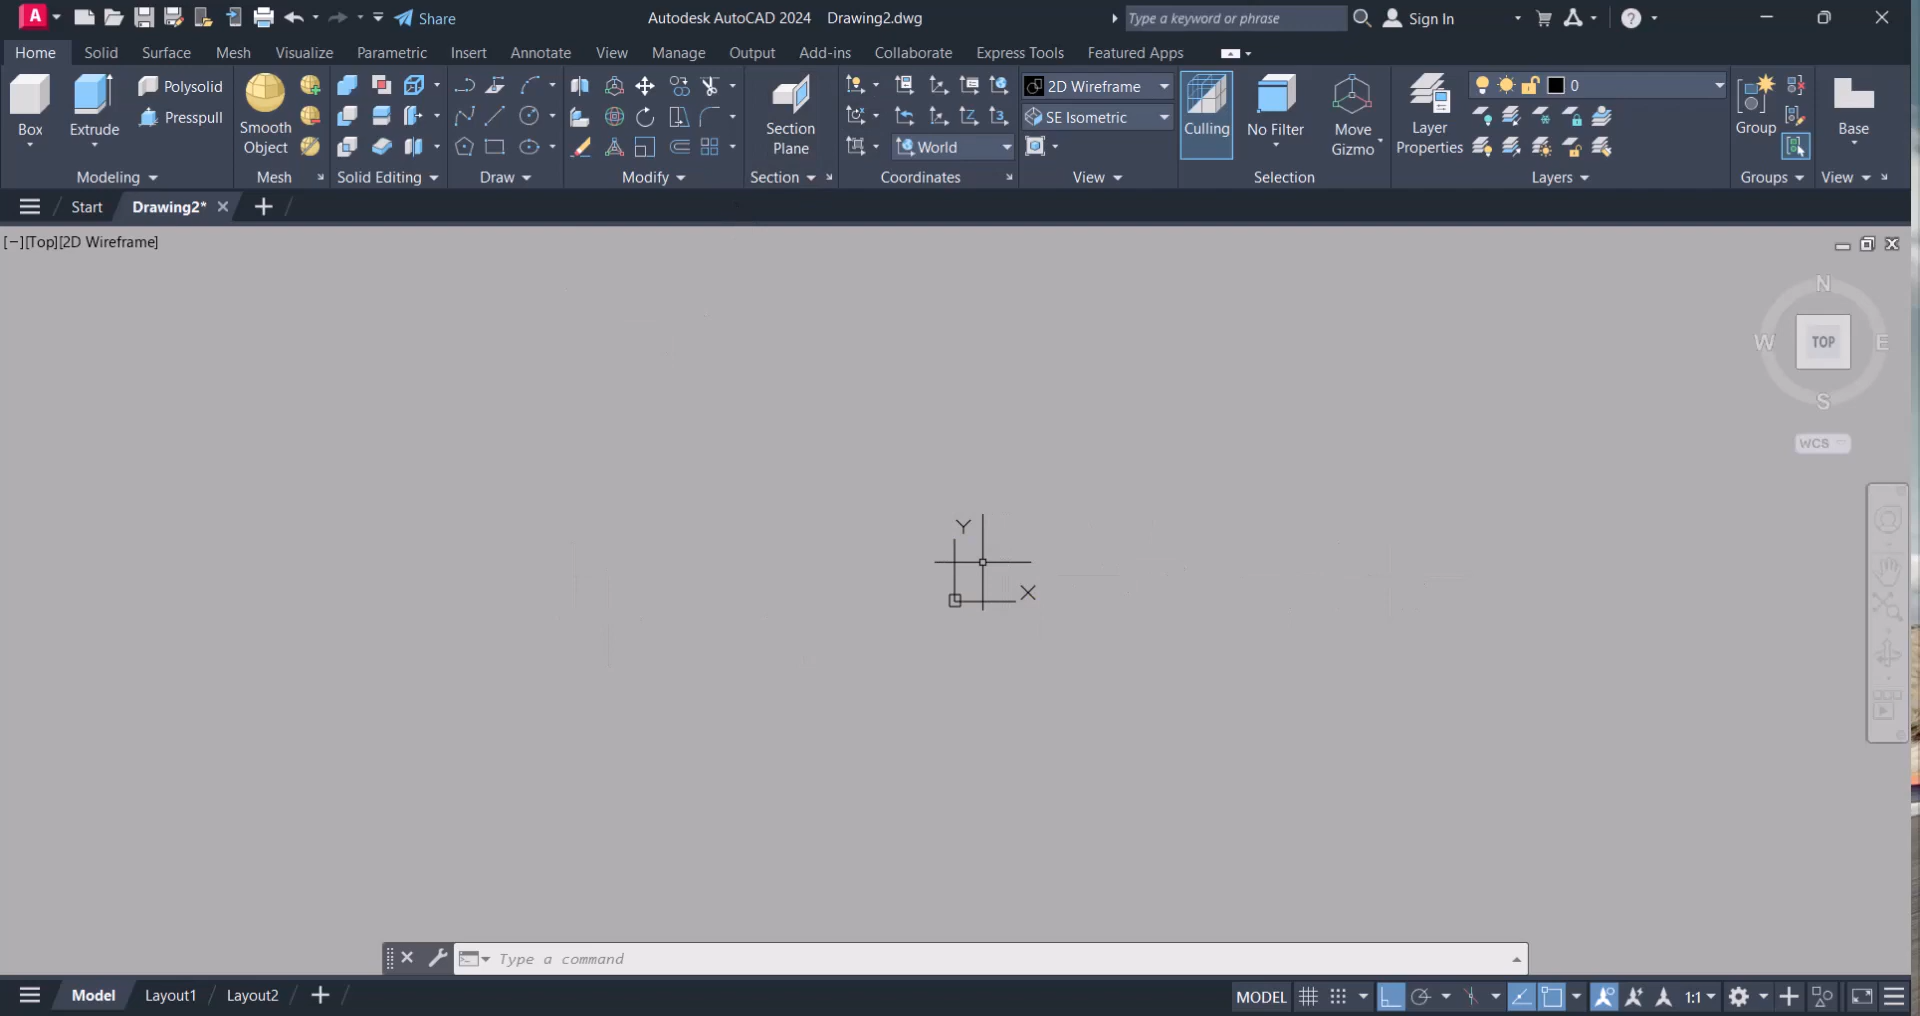 A
Share
Autodesk AutoCAD 2024 Drawing2.dwg
Type a keyword or phrase
Sign In
Home Solid Surface Mesh Visualize Parametric Insert Annotate View Manage Output Add-ins Collaborate Express Tools Featured Apps
Box
Extrude
Polysolid
Presspull
Modeling
Smooth
Object
Mesh
Solid Editing
Draw
Modify
Section
Plane
Section
World
Coordinates
2D Wireframe
SE Isometric
View
Culling
No Filter
Move
Gizmo
Selection
Layer
Properties
0
Layers
Group
Groups
Base
View
Start
Drawing2*
[−][Top][2D Wireframe]
N
W
TOP
E
S
WCS
Y
X
Type a command
Model
Layout1
Layout2
MODEL
1:1